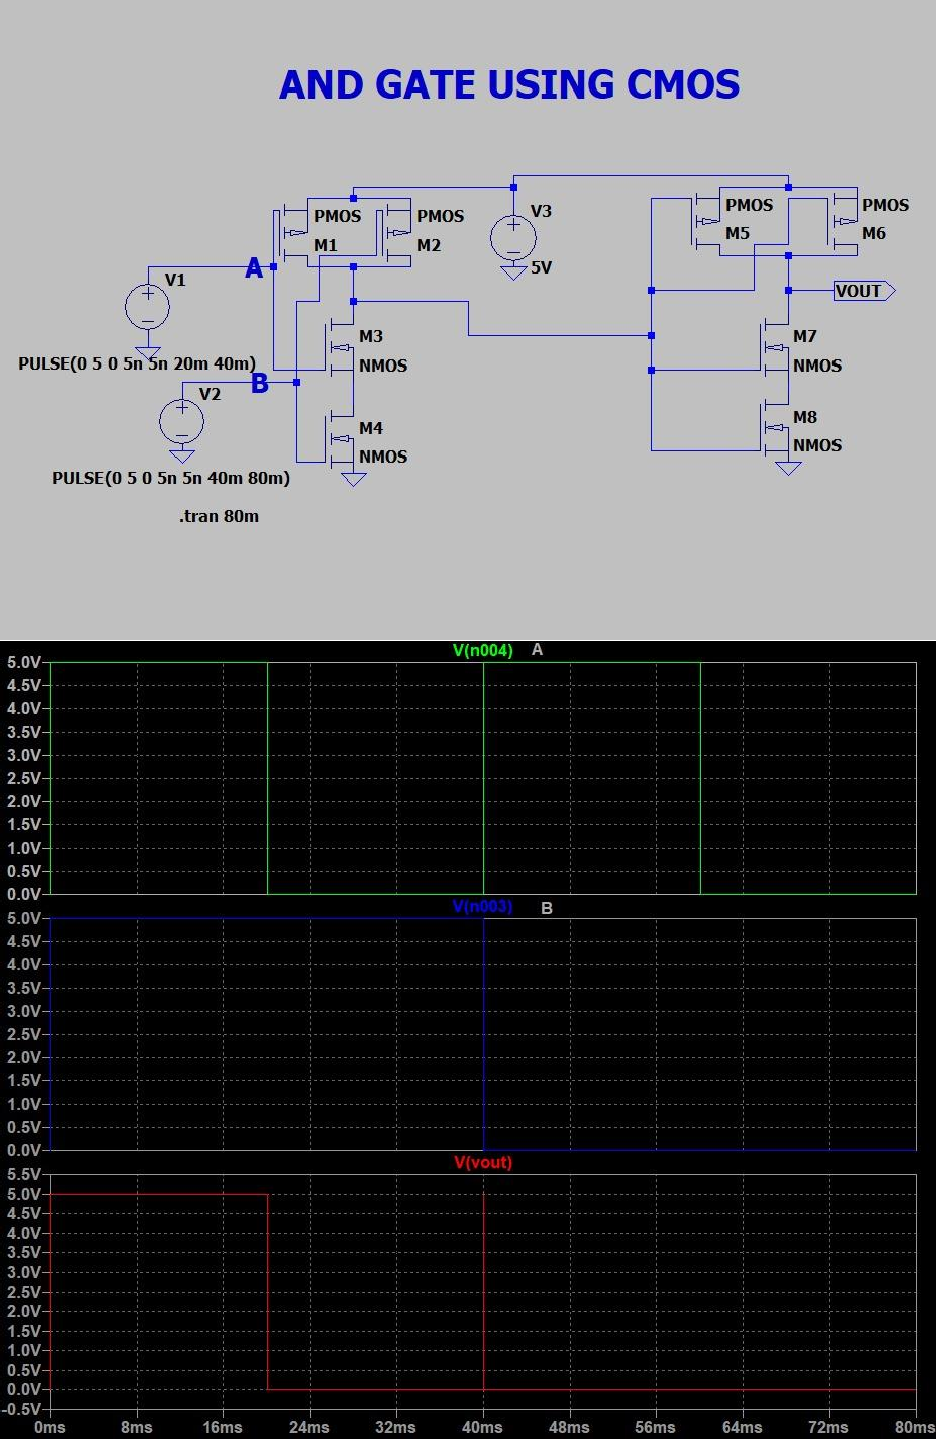 AND GATE USING CMOS
PMOS
M1
PMOS
M2
V3
5V
PMOS
M5
PMOS
M6
A
V1
VOUT
PULSE(0 5 0 5n 5n 20m 40m)
M3
NMOS
M7
NMOS
B
V2
M4
NMOS
M8
NMOS
PULSE(0 5 0 5n 5n 40m 80m)
.tran 80m
V(n004) A
5.0V
4.5V
4.0V
3.5V
3.0V
2.5V
2.0V
1.5V
1.0V
0.5V
0.0V
V(n003) B
5.0V
4.5V
4.0V
3.5V
3.0V
2.5V
2.0V
1.5V
1.0V
0.5V
0.0V
V(vout)
5.5V
5.0V
4.5V
4.0V
3.5V
3.0V
2.5V
2.0V
1.5V
1.0V
0.5V
0.0V
-0.5V
0ms 8ms 16ms 24ms 32ms 40ms 48ms 56ms 64ms 72ms 80ms